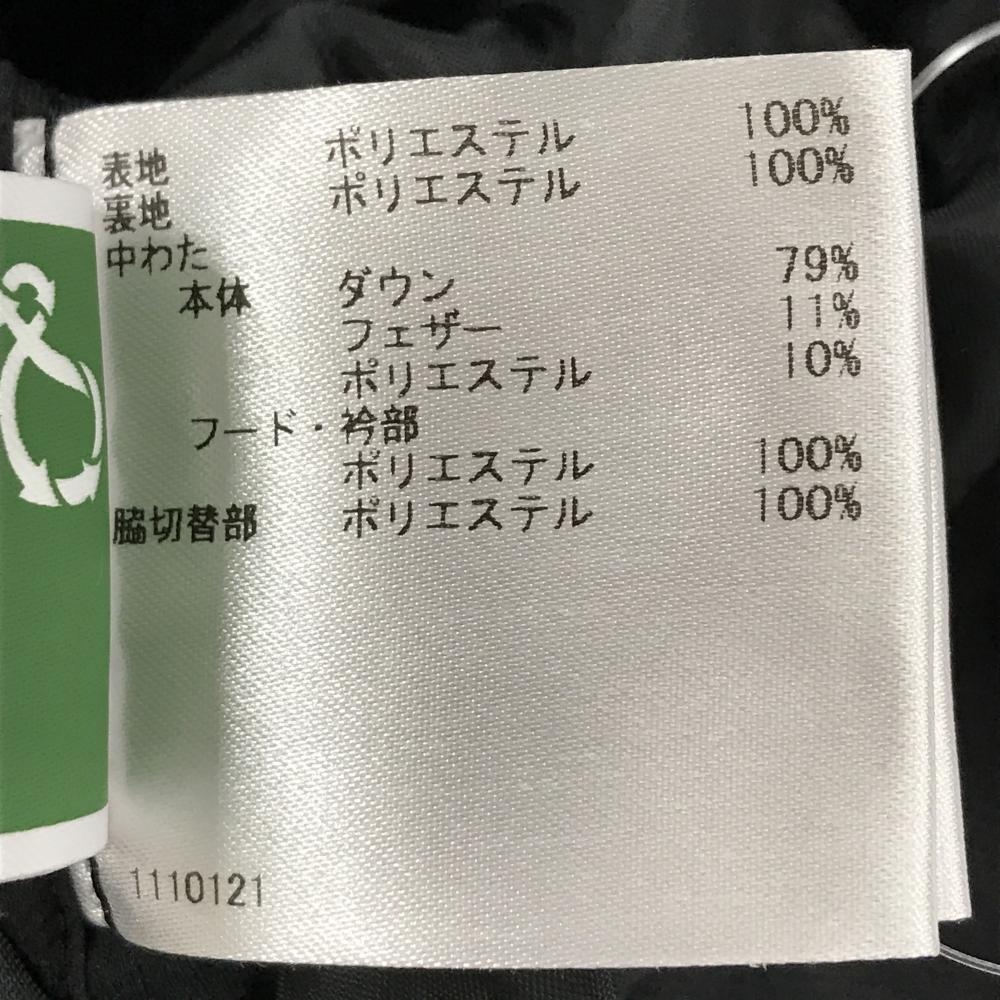 表地 ポリエステル 100%
裏地 ポリエステル 100%
中わた
本体 ダウン 79%
フェザー 11%
ポリエステル 10%
フード・衿部
ポリエステル 100%
脇切替部 ポリエステル 100%
1110121